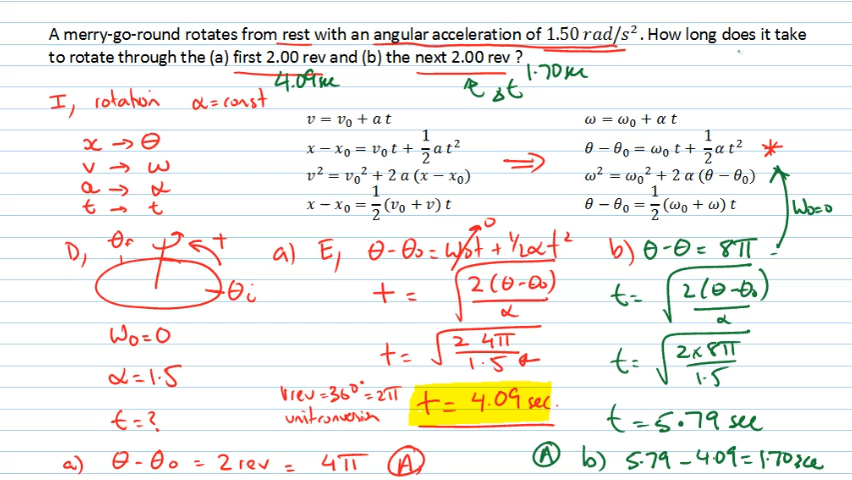 A merry-go-round rotates from rest with an angular acceleration of 1.50 rad/s². How long does it take
to rotate through the (a) first 2.00 rev and (b) the next 2.00 rev ?
4.09 sec
Δt
1.70 sec
I, rotation α = const
x → θ
v → ω
a → α
t → t
v = v₀ + a t
x − x₀ = v₀ t + 1/2 a t²
v² = v₀² + 2 a (x − x₀)
x − x₀ = 1/2 (v₀ + v) t
⇒
ω = ω₀ + α t
θ − θ₀ = ω₀ t + 1/2 α t² *
ω² = ω₀² + 2 α (θ − θ₀)
θ − θ₀ = 1/2 (ω₀ + ω) t
ω₀=0
D, θf +
θi
ω₀=0
α=1.5
t=?
a) θ-θ₀ = 2 rev = 4π (A)
a) E, θ-θ₀ = ω₀t + 1/2αt²
0
t = √(2(θ-θ₀)/α)
t = √(2 4π/1.5)
1rev=360°=2π
unit conversion
t = 4.09 sec.
b) θ-θ = 8π
t = √(2(θ-θ₀)/α)
t = √(2x8π/1.5)
t = 5.79 sec
(A) b) 5.79 - 4.09 = 1.70 sec